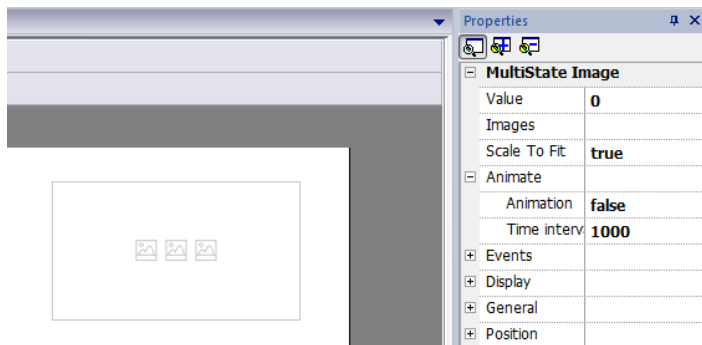 Properties
MultiState Image
Value 0
Images
Scale To Fit true
Animate
Animation false
Time interv 1000
Events
Display
General
Position